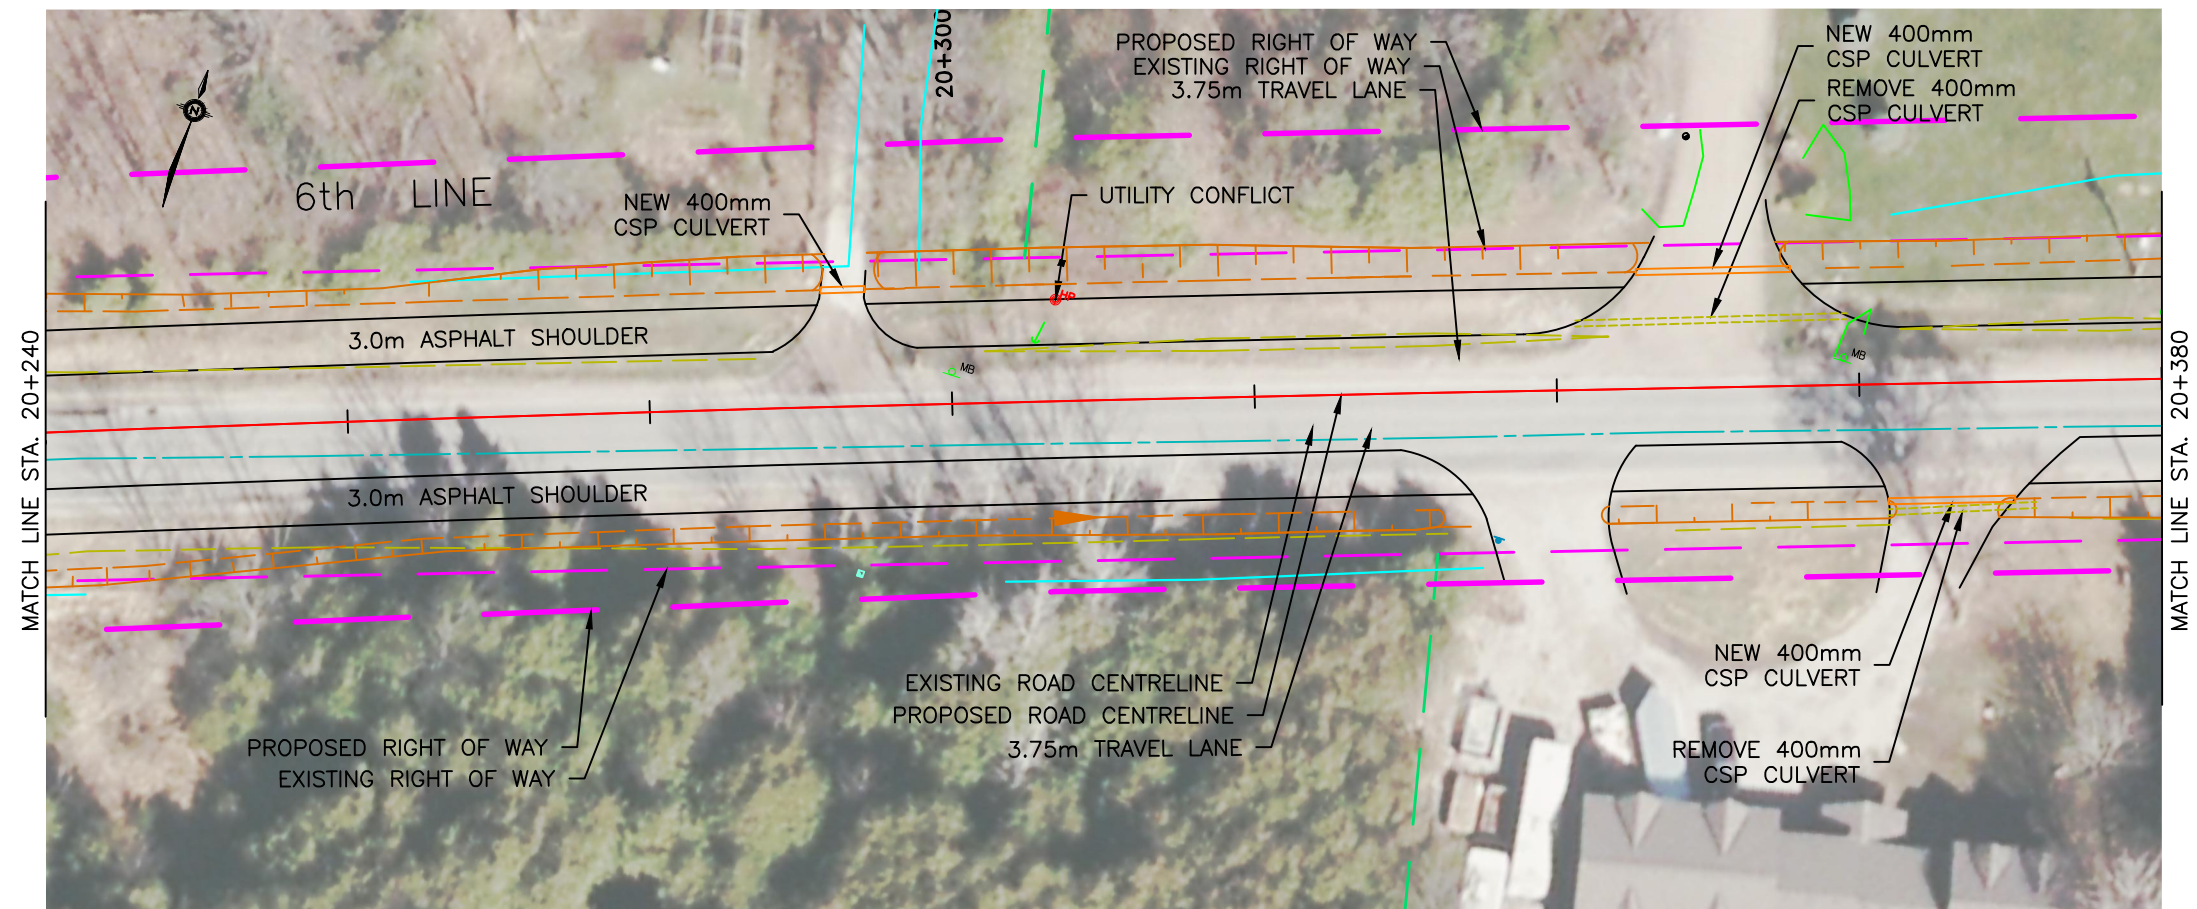 20+300
PROPOSED RIGHT OF WAY
EXISTING RIGHT OF WAY
3.75m TRAVEL LANE
NEW 400mm
CSP CULVERT
REMOVE 400mm
CSP CULVERT
N
6th LINE
NEW 400mm
CSP CULVERT
UTILITY CONFLICT
HP
3.0m ASPHALT SHOULDER
MB
MB
MATCH LINE STA. 20+240
MATCH LINE STA. 20+380
3.0m ASPHALT SHOULDER
EXISTING ROAD CENTRELINE
PROPOSED ROAD CENTRELINE
3.75m TRAVEL LANE
NEW 400mm
CSP CULVERT
REMOVE 400mm
CSP CULVERT
PROPOSED RIGHT OF WAY
EXISTING RIGHT OF WAY